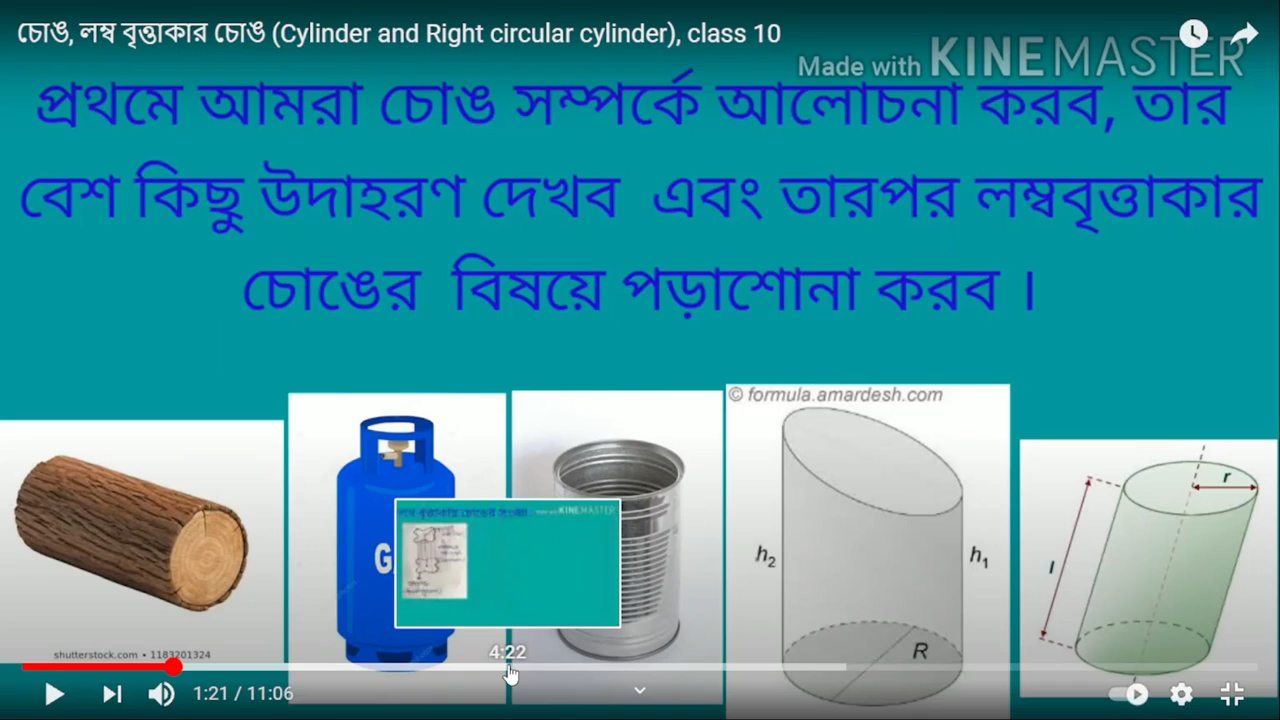 চোঙ, লম্ব বৃত্তাকার চোঙ (Cylinder and Right circular cylinder), class 10
Made with KINEMASTER
প্রথমে আমরা চোঙ সম্পর্কে আলোচনা করব, তার
বেশ কিছু উদাহরণ দেখব এবং তারপর লম্ববৃত্তাকার
চোঙের বিষয়ে পড়াশোনা করব ।
© formula.amardesh.com
r
l
h2
h1
R
G
লম্ব বৃত্তাকার চোঙের সংজ্ঞা
KINEMASTER
shutterstock.com • 1183201324
4:22
1:21 / 11:06